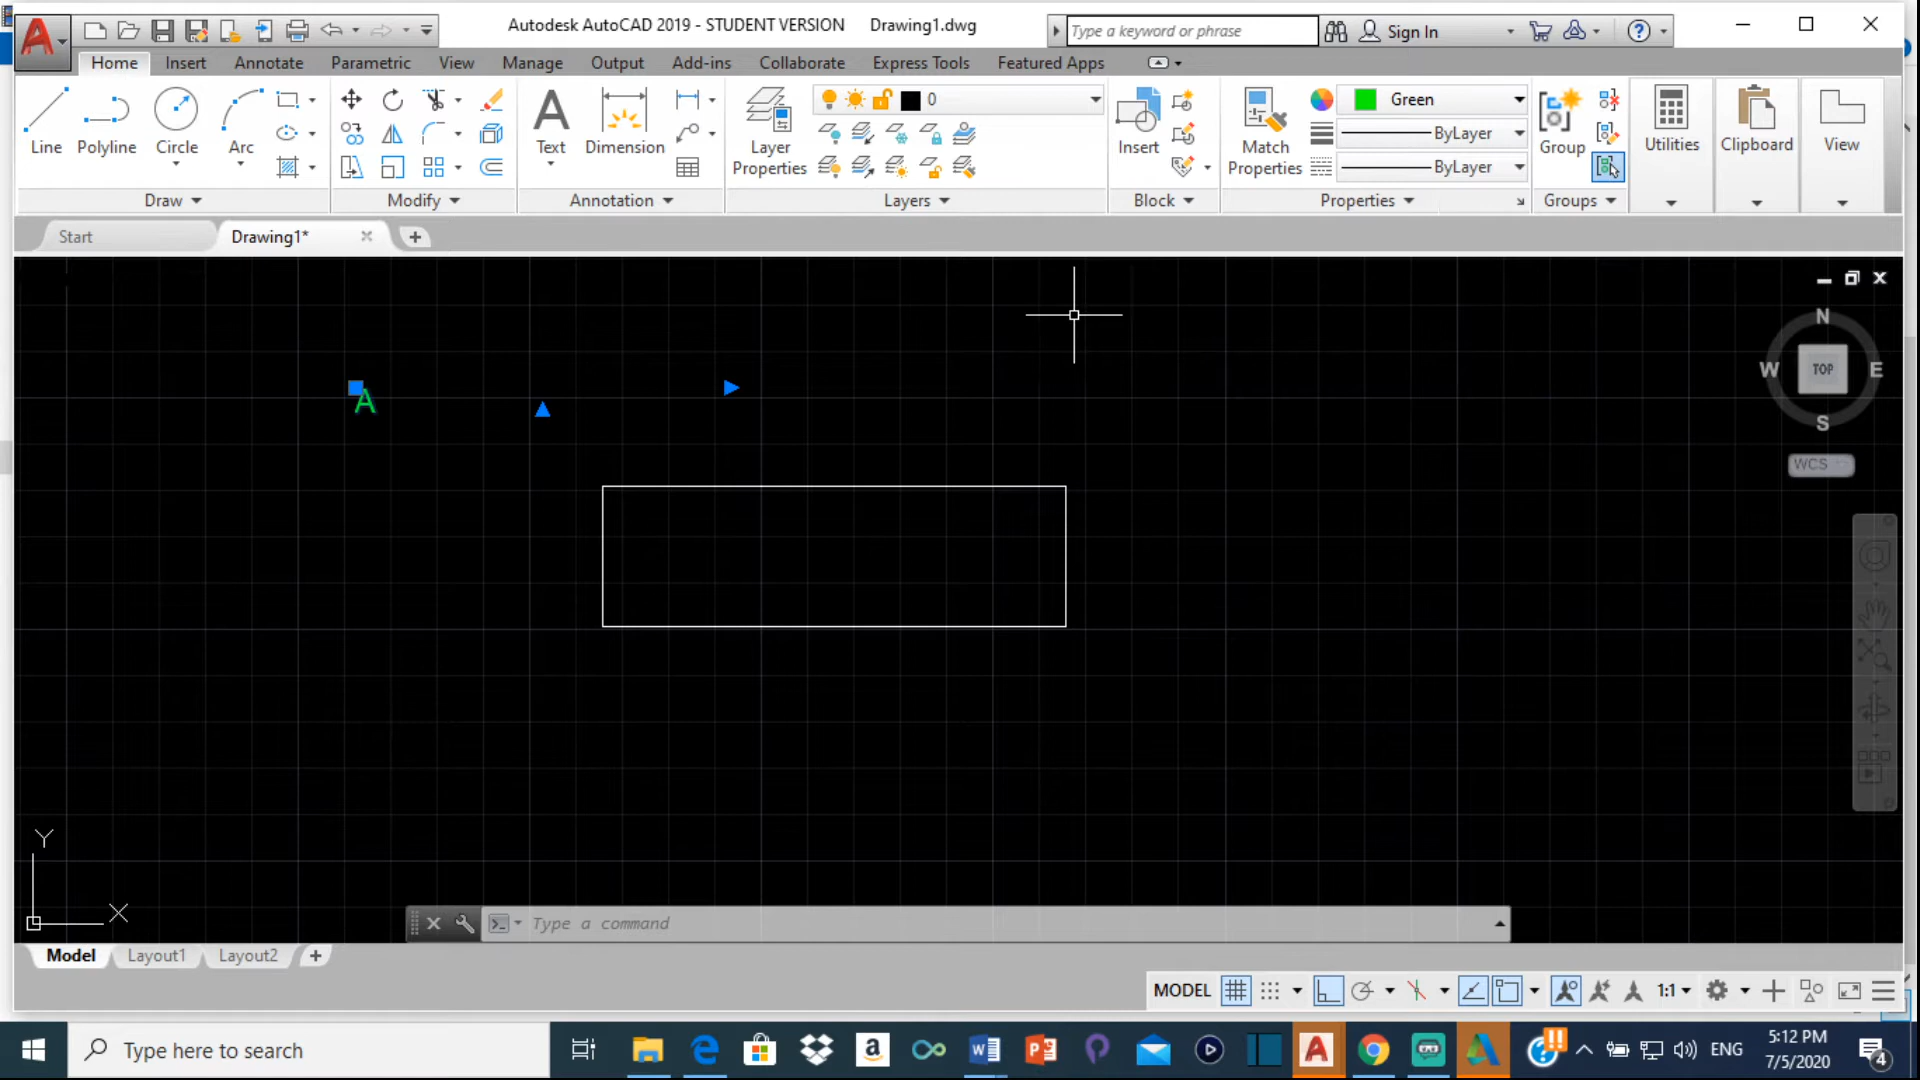 Autodesk AutoCAD 2019 - STUDENT VERSION Drawing1.dwg
Type a keyword or phrase
Sign In
Home Insert Annotate Parametric View Manage Output Add-ins Collaborate Express Tools Featured Apps
0
Green
Line Polyline Circle Arc
Text Dimension
Layer Properties
Insert
Match Properties
ByLayer
ByLayer
Group
Utilities
Clipboard
View
Draw Modify Annotation Layers Block Properties Groups
Start Drawing1*
N
W TOP E
S
WCS
A
Y
X
Type a command
Model Layout1 Layout2
MODEL 1:1
Type here to search
ENG
5:12 PM
7/5/2020
4